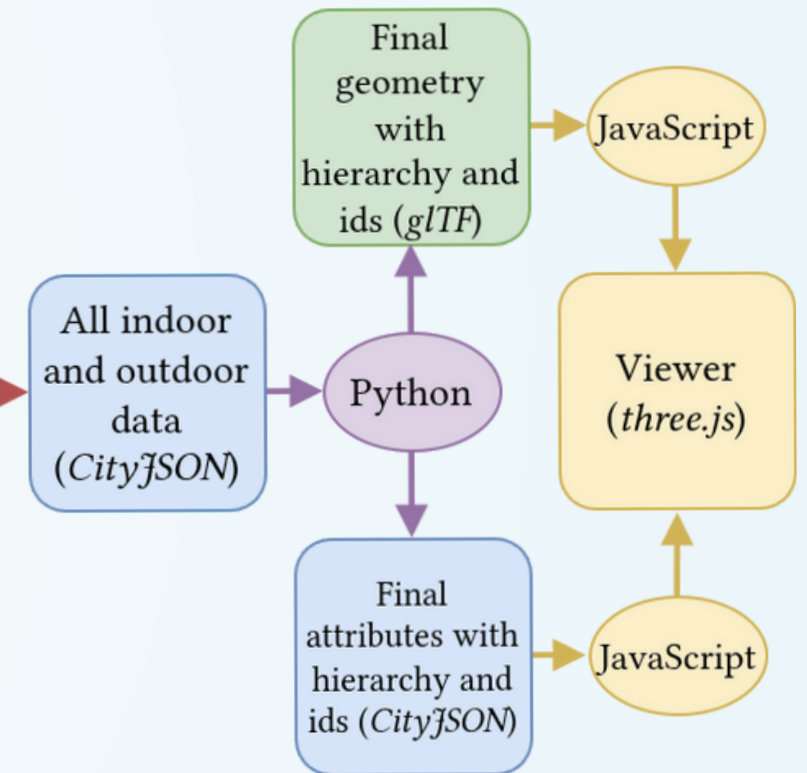 Final
geometry
with
hierarchy and
ids (glTF)
JavaScript
All indoor
and outdoor
data
(CityJSON)
Python
Viewer
(three.js)
Final
attributes with
hierarchy and
ids (CityJSON)
JavaScript